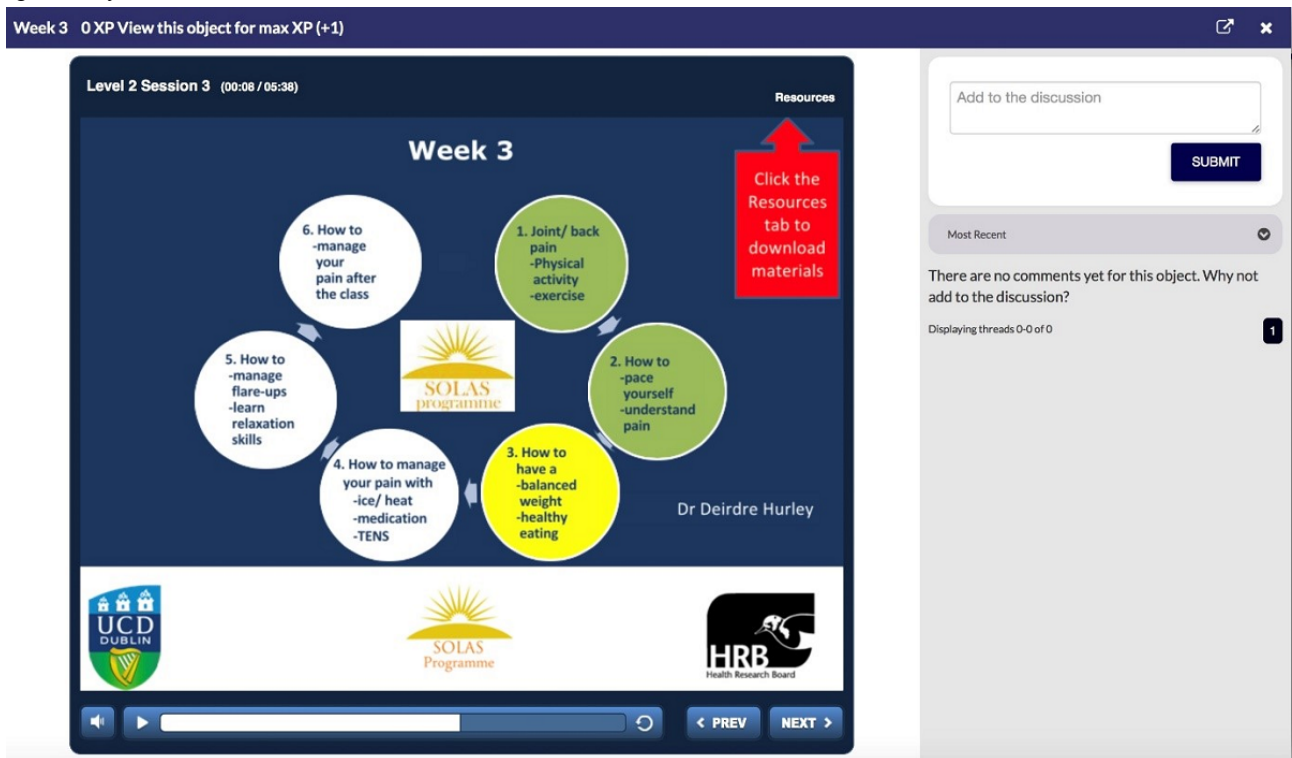 Week 3 0 XP View this object for max XP (+1)
Level 2 Session 3 (00:08 / 05:38)
Resources
Week 3
Click the
Resources
tab to
download
materials
1. Joint/ back
pain
-Physical
activity
-exercise
2. How to
-pace
yourself
-understand
pain
3. How to
have a
-balanced
weight
-healthy
eating
4. How to manage
your pain with
-ice/ heat
-medication
-TENS
5. How to
-manage
flare-ups
-learn
relaxation
skills
6. How to
-manage
your
pain after
the class
SOLAS
programme
Dr Deirdre Hurley
UCD
DUBLIN
SOLAS
Programme
HRB
Health Research Board
< PREV
NEXT >
Add to the discussion
SUBMIT
Most Recent
There are no comments yet for this object. Why not
add to the discussion?
Displaying threads 0-0 of 0
1